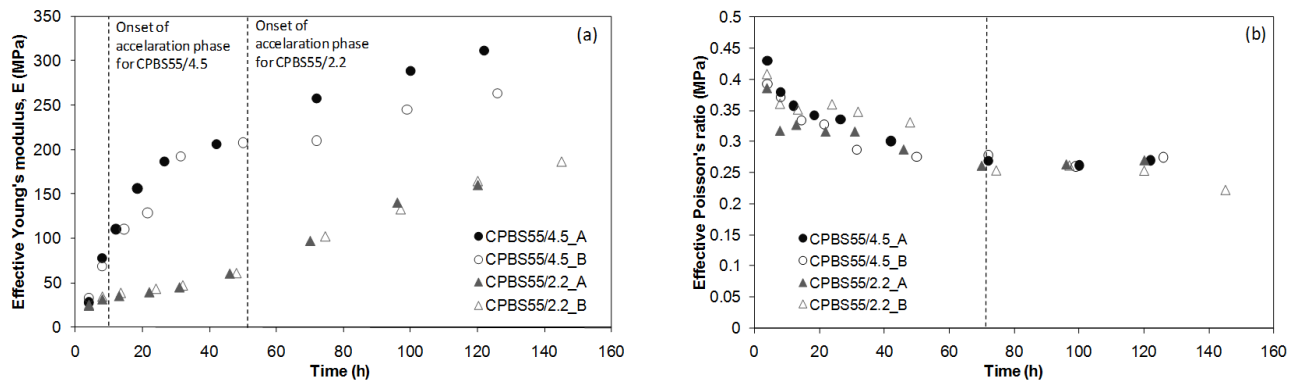 Onset of
accelaration phase
for CPBS55/4.5
Onset of
accelaration phase
for CPBS55/2.2
(a)
Effective Young's modulus, E (MPa)
350
300
250
200
150
100
50
0
0 20 40 60 80 100 120 140 160
Time (h)
CPBS55/4.5_A
CPBS55/4.5_B
CPBS55/2.2_A
CPBS55/2.2_B
(b)
Effective Poisson's ratio (MPa)
0.5
0.45
0.4
0.35
0.3
0.25
0.2
0.15
0.1
0.05
0
0 20 40 60 80 100 120 140 160
Time (h)
CPBS55/4.5_A
CPBS55/4.5_B
CPBS55/2.2_A
CPBS55/2.2_B